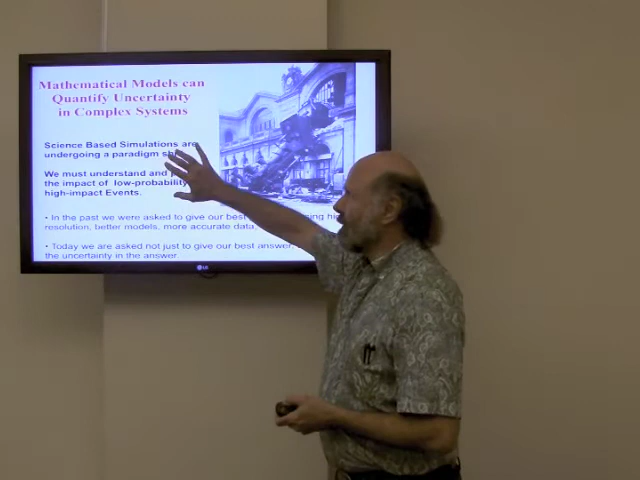 Mathematical Models can
Quantify Uncertainty
in Complex Systems
Science Based Simulations are
undergoing a paradigm
We must understand and
the impact of low-probability
high-impact Events.
• In the past we were asked to give our best
resolution, better models, more accurate data,
• Today we are asked not just to give our best answer,
the uncertainty in the answer.
LG